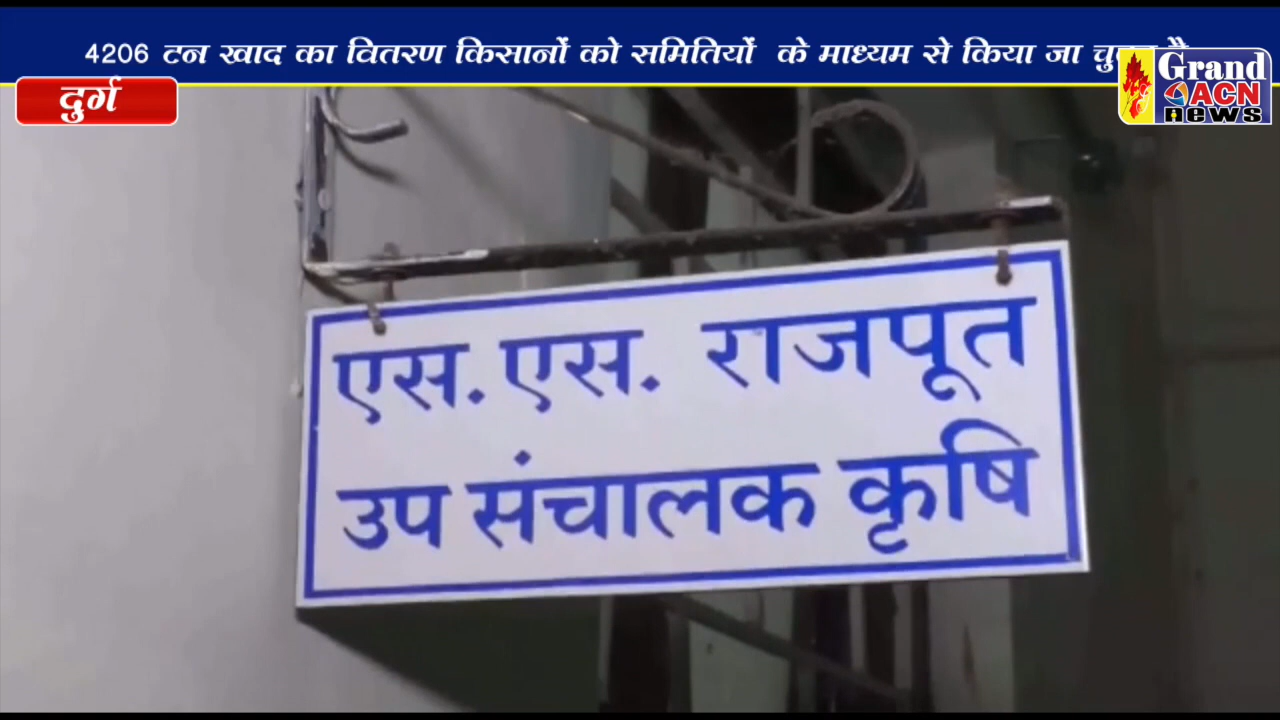 4206 टन खाद का वितरण किसानों को समितियों के माध्यम से किया जा
दुर्ग
Grand
ACN
news
एस. एस. राजपूत
उप संचालक कृषि